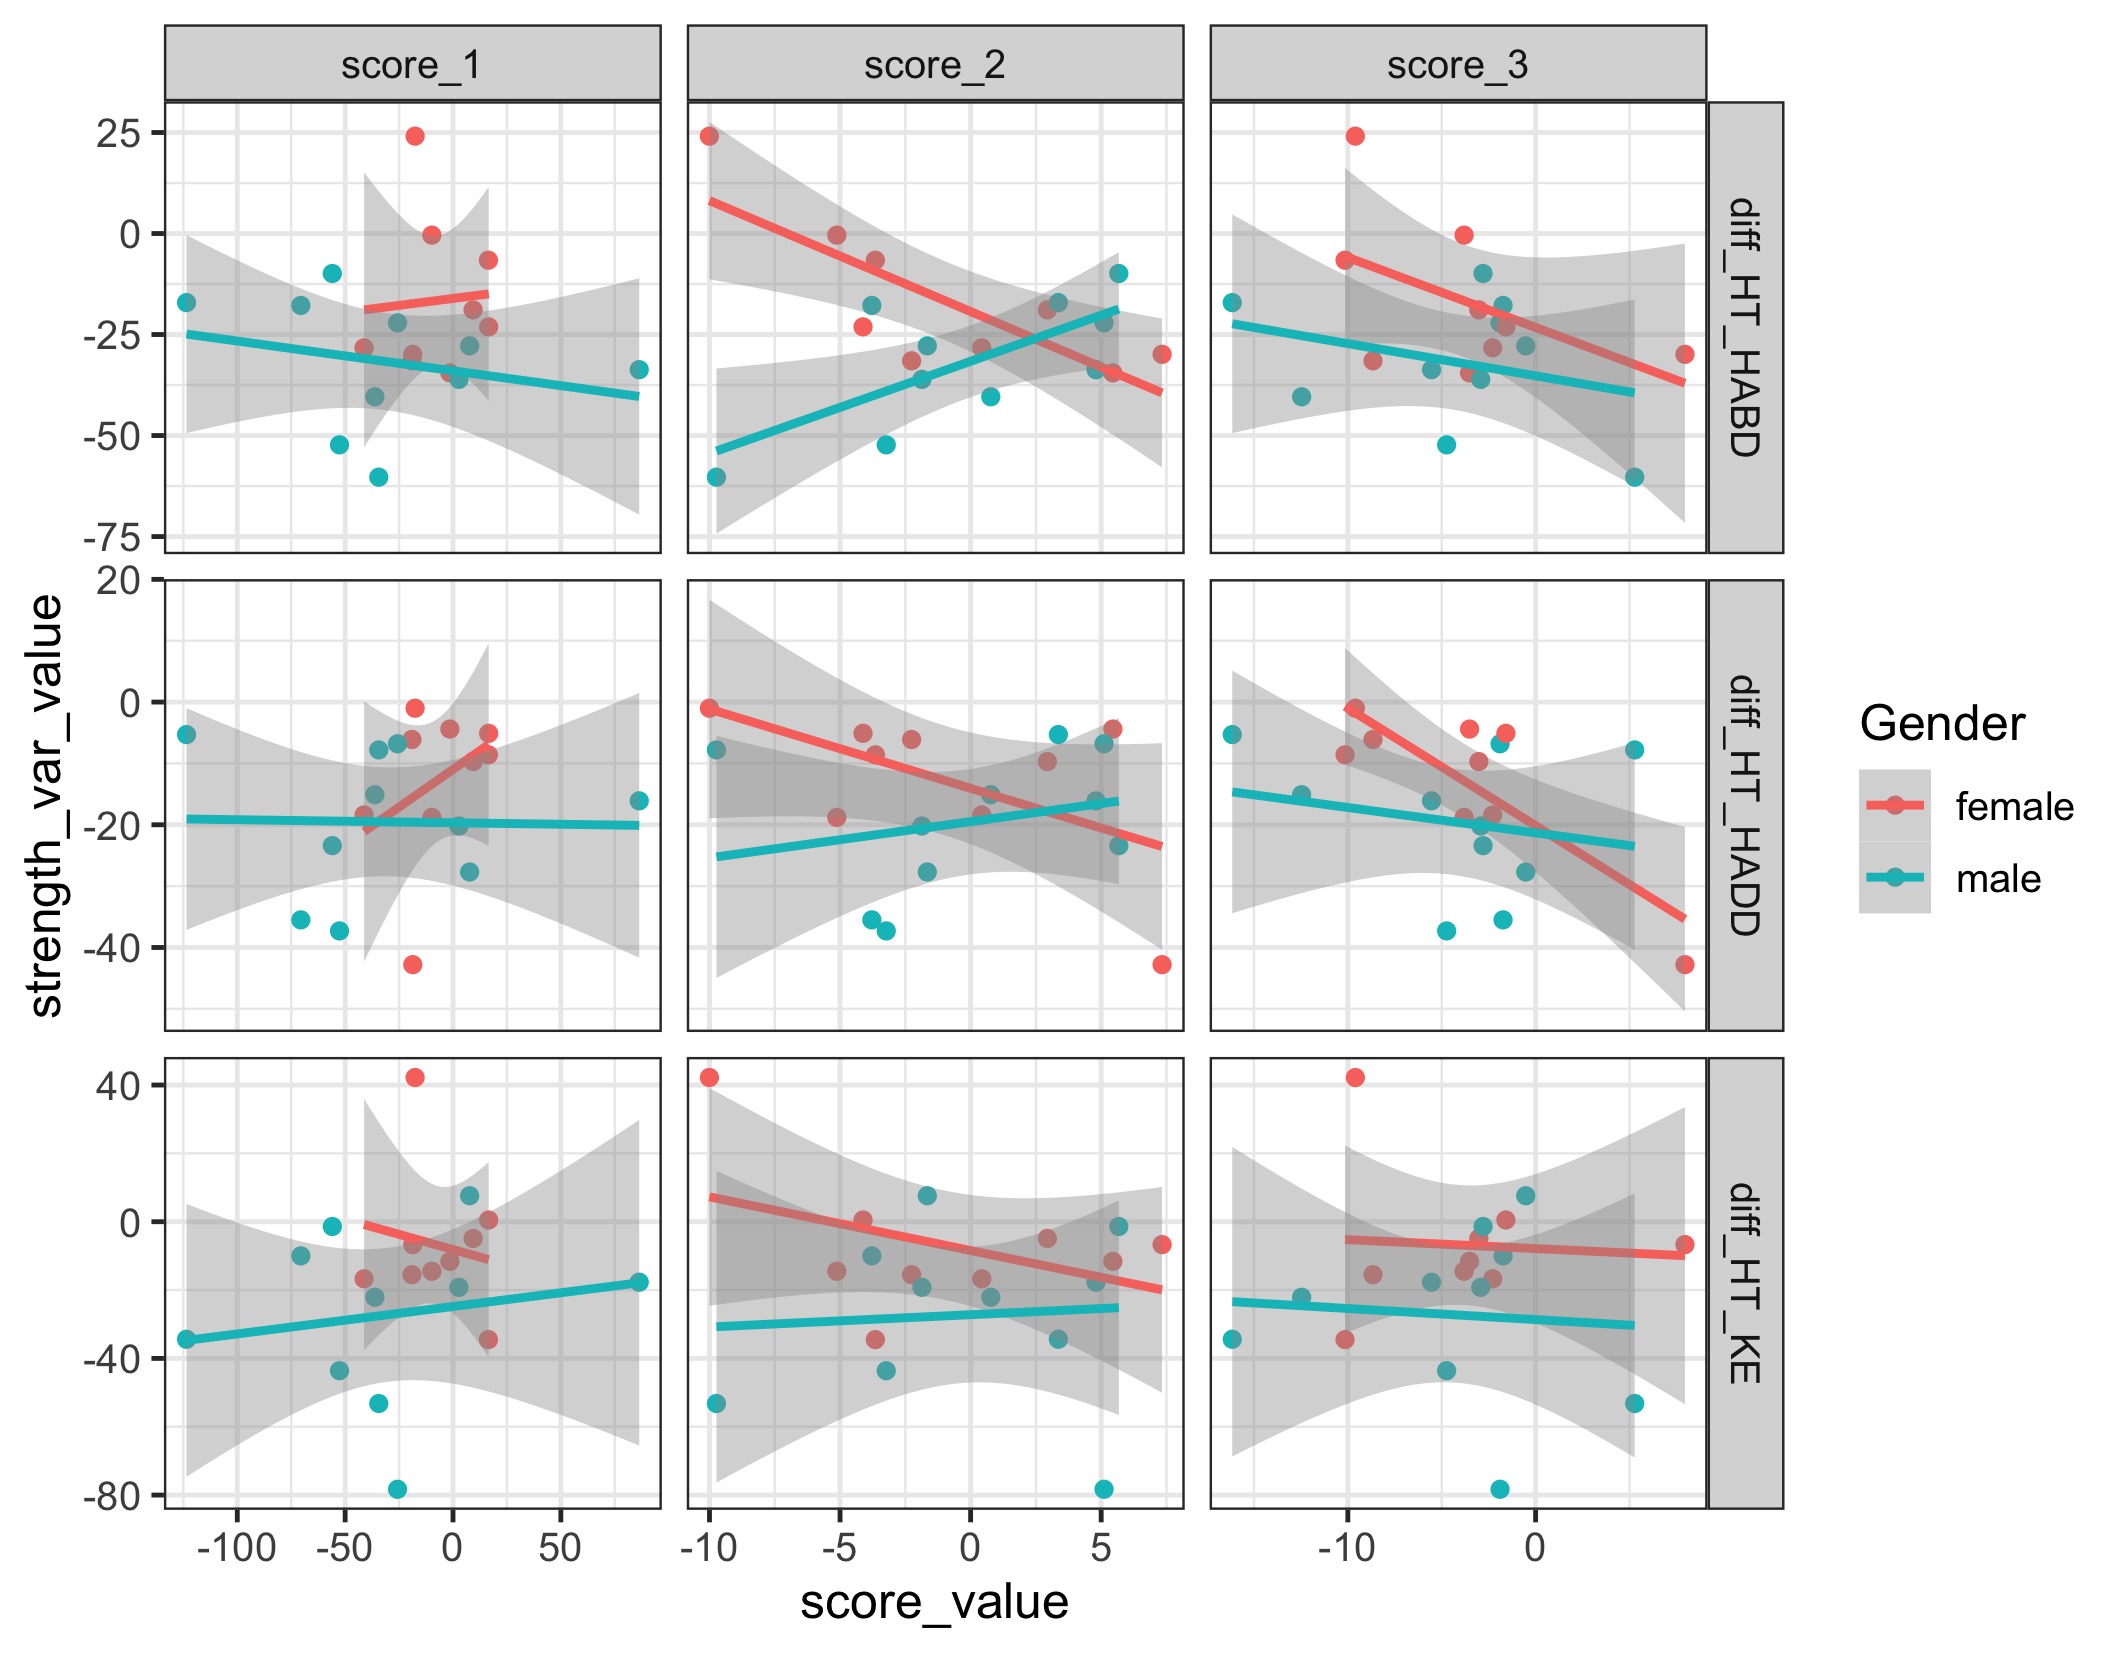 score_1 score_2 score_3
25
0
-25
-50
-75
diff_HT_HABD
20
0
-20
-40
diff_HT_HADD
40
0
-40
-80
diff_HT_KE
-100 -50 0 50
-10 -5 0 5
-10 0
score_value
strength_var_value
Gender
female
male